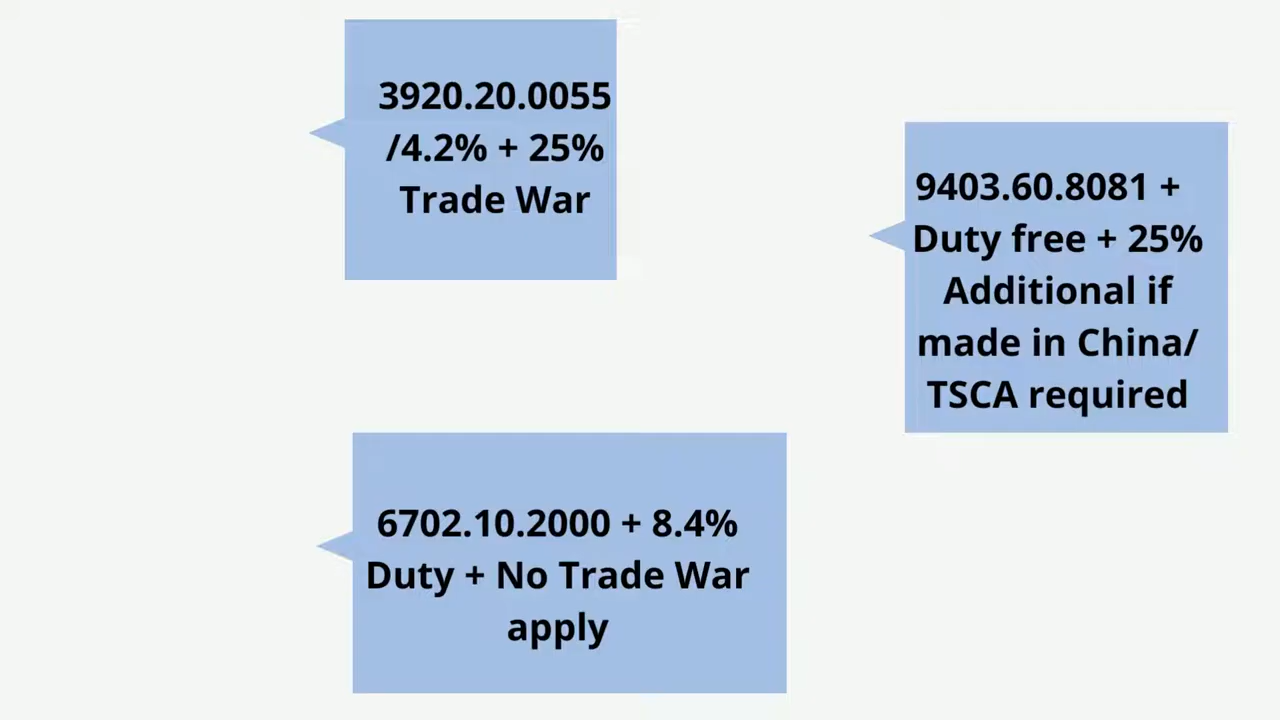 3920.20.0055
/4.2% + 25%
Trade War
9403.60.8081 +
Duty free + 25%
Additional if
made in China/
TSCA required
6702.10.2000 + 8.4%
Duty + No Trade War
apply